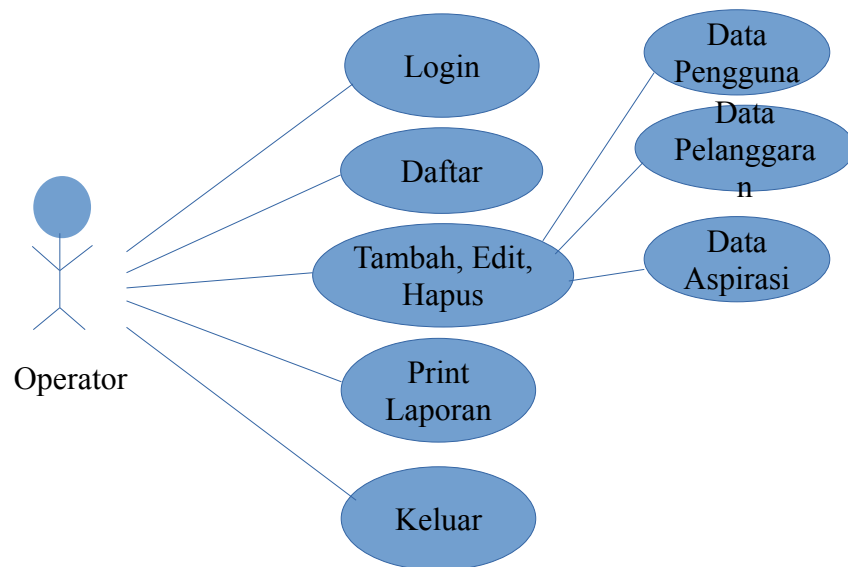 Login
Daftar
Tambah, Edit,
Hapus
Print
Laporan
Keluar
Operator
Data
Pengguna
Data
Pelanggara
n
Data
Aspirasi